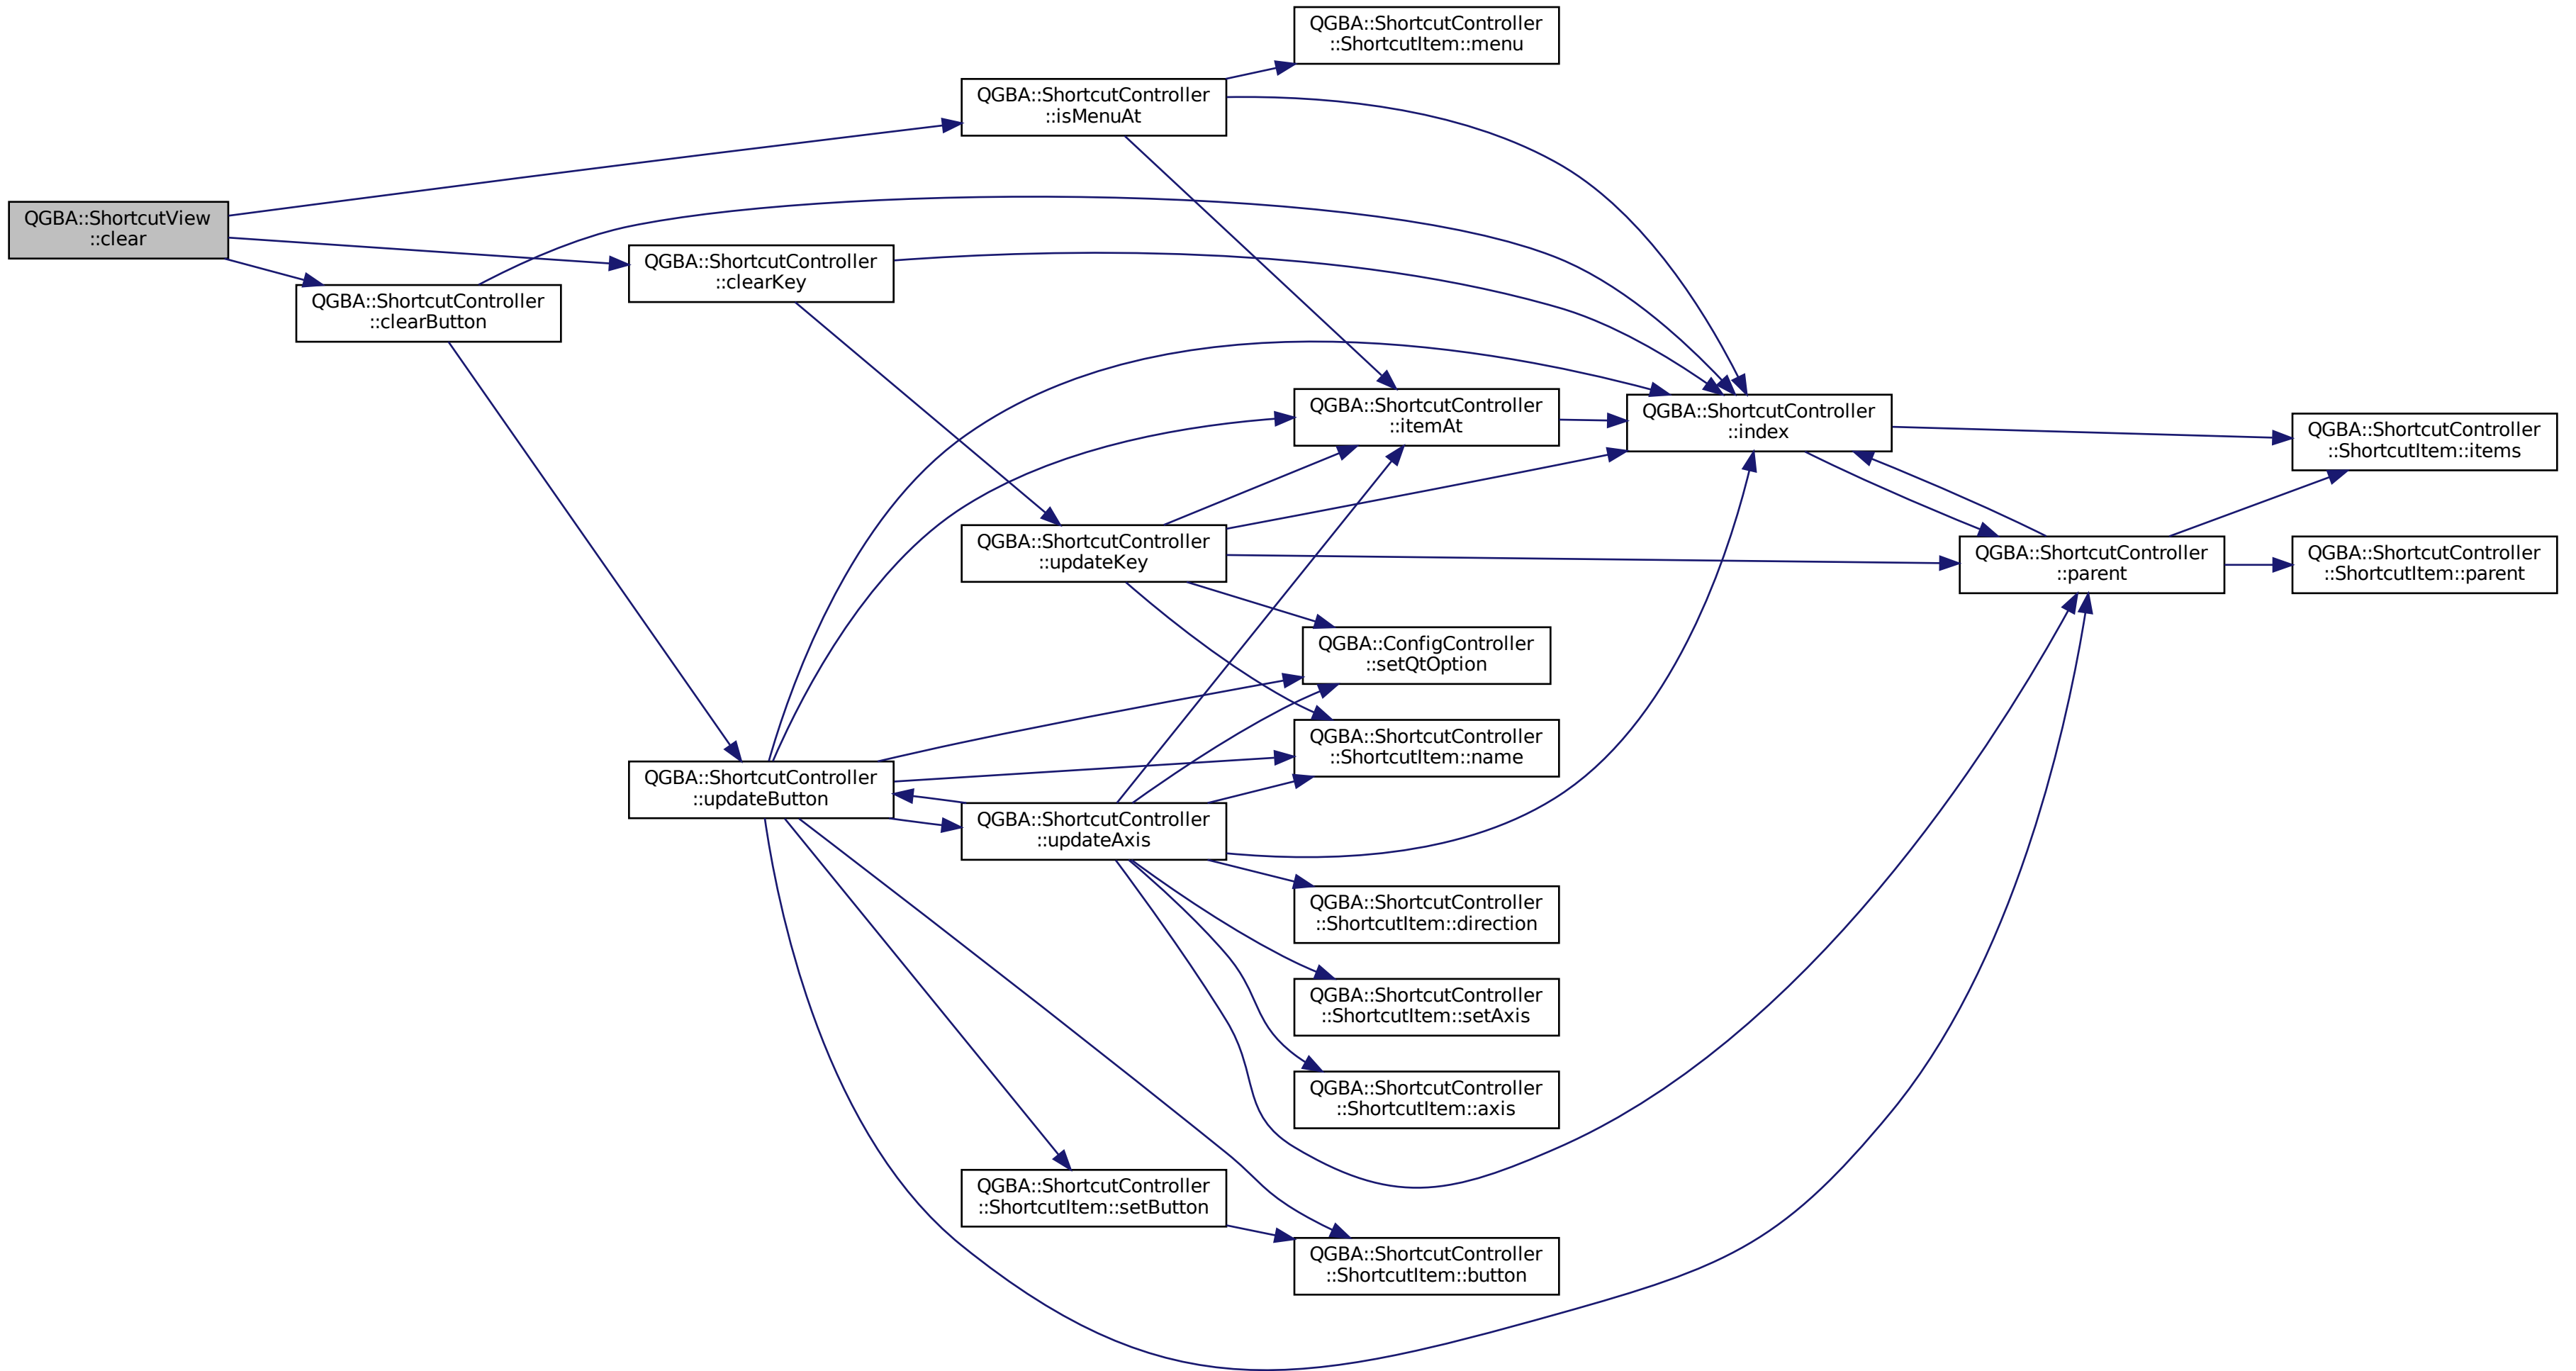 QGBA::ShortcutController
::ShortcutItem::menu
QGBA::ShortcutController
::isMenuAt
QGBA::ShortcutView
::clear
QGBA::ShortcutController
::clearKey
QGBA::ShortcutController
::clearButton
QGBA::ShortcutController
::itemAt
QGBA::ShortcutController
::index
QGBA::ShortcutController
::ShortcutItem::items
QGBA::ShortcutController
::updateKey
QGBA::ShortcutController
::parent
QGBA::ShortcutController
::ShortcutItem::parent
QGBA::ConfigController
::setQtOption
QGBA::ShortcutController
::ShortcutItem::name
QGBA::ShortcutController
::updateButton
QGBA::ShortcutController
::updateAxis
QGBA::ShortcutController
::ShortcutItem::direction
QGBA::ShortcutController
::ShortcutItem::setAxis
QGBA::ShortcutController
::ShortcutItem::axis
QGBA::ShortcutController
::ShortcutItem::setButton
QGBA::ShortcutController
::ShortcutItem::button